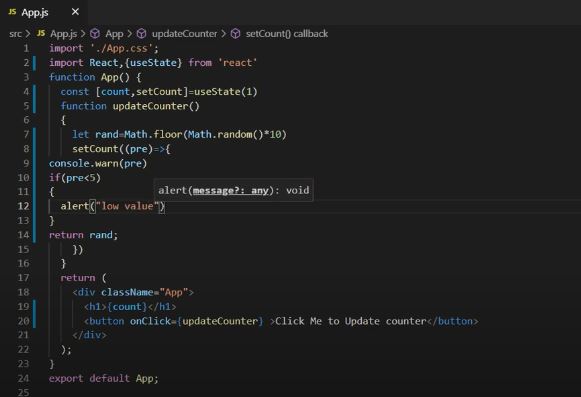 JS App.js ×
src > JS App.js > App > updateCounter > setCount() callback
1 import './App.css';
2 import React,{useState} from 'react'
3 function App() {
4 const [count,setCount]=useState(1)
5 function updateCounter()
6 {
7 let rand=Math.floor(Math.random()*10)
8 setCount((pre)=>{
9 console.warn(pre)
10 if(pre<5)
alert(message?: any): void
11 {
12 alert("low value")
13 }
14 return rand;
15 })
16 }
17 return (
18 <div className="App">
19 <h1>{count}</h1>
20 <button onClick={updateCounter} >Click Me to Update counter</button>
21 </div>
22 );
23 }
24 export default App;
25